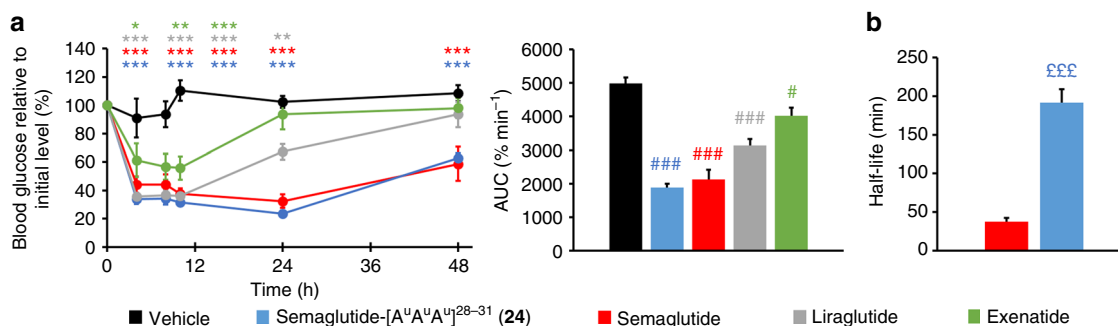 a
b
* ** ***
*** *** *** **
*** *** *** *** ***
*** *** *** *** ***
Blood glucose relative to
initial level (%)
140
120
100
80
60
40
20
0
0 12 24 36 48
Time (h)
AUC (% min⁻¹)
6000
5000
4000
3000
2000
1000
0
### ### ### #
Half-life (min)
250
200
150
100
50
0
£££
Vehicle Semaglutide-[AᵘAᵘAᵘ]²⁸⁻³¹ (24) Semaglutide Liraglutide Exenatide